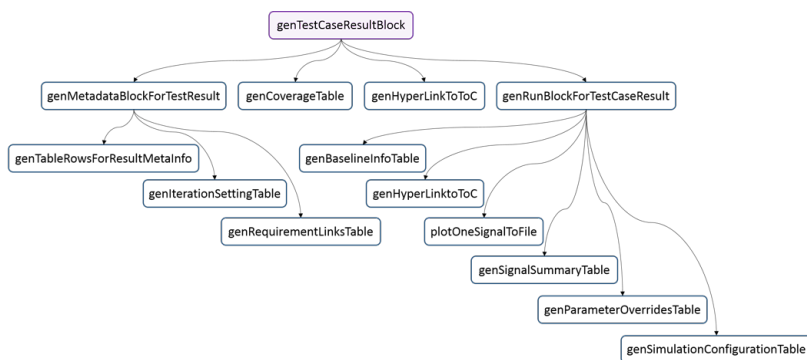 genTestCaseResultBlock
genMetadataBlockForTestResult
genCoverageTable
genHyperLinkToToC
genRunBlockForTestCaseResult
genTableRowsForResultMetaInfo
genBaselineInfoTable
genIterationSettingTable
genHyperLinktoToC
genRequirementLinksTable
plotOneSignalToFile
genSignalSummaryTable
genParameterOverridesTable
genSimulationConfigurationTable